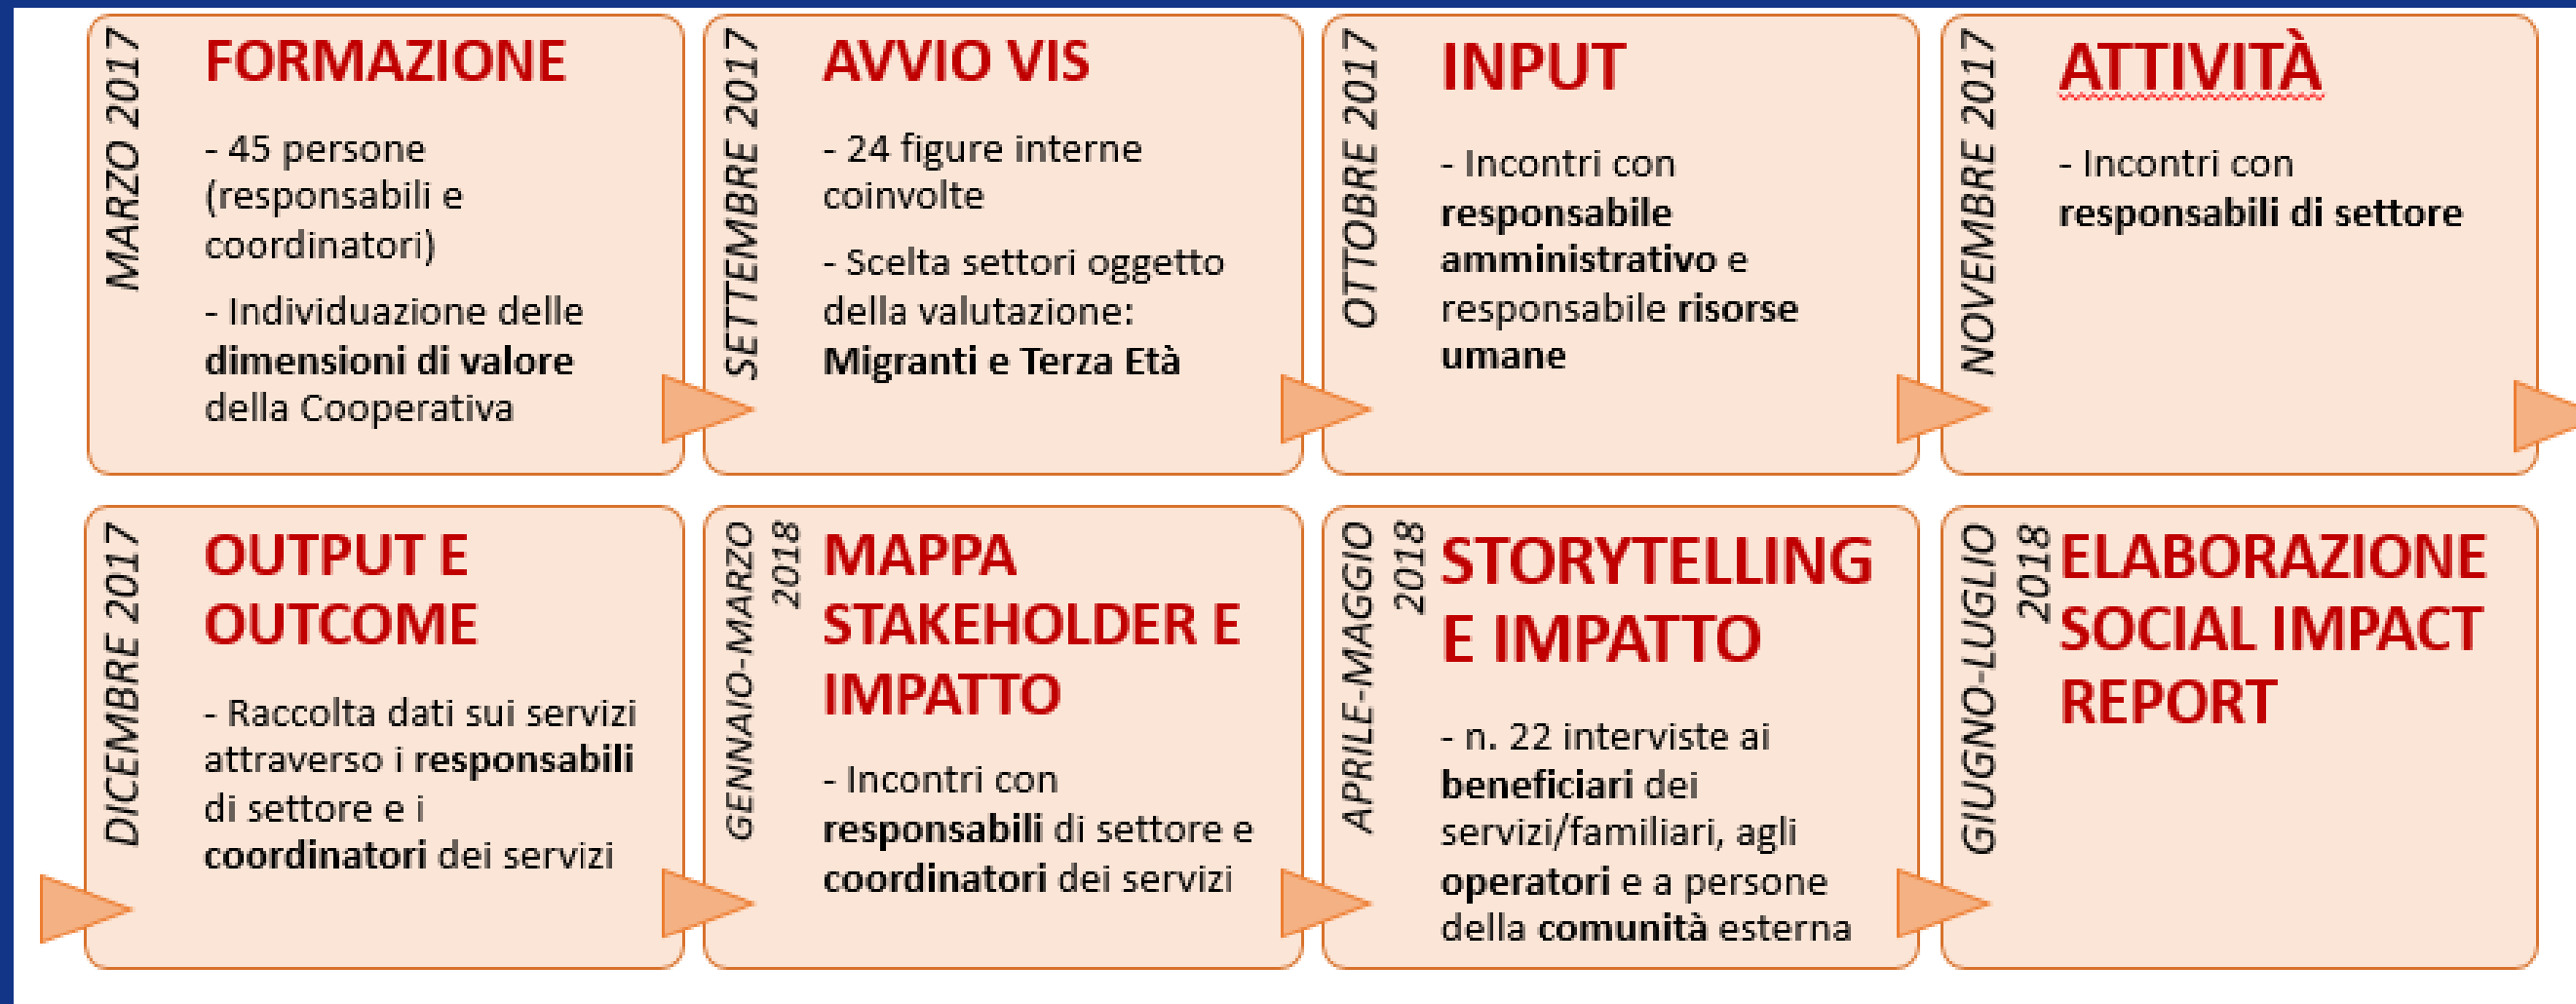 MARZO 2017
FORMAZIONE
- 45 persone
(responsabili e
coordinatori)
- Individuazione delle
dimensioni di valore
della Cooperativa
SETTEMBRE 2017
AVVIO VIS
- 24 figure interne
coinvolte
- Scelta settori oggetto
della valutazione:
Migranti e Terza Età
OTTOBRE 2017
INPUT
- Incontri con
responsabile
amministrativo e
responsabile risorse
umane
NOVEMBRE 2017
ATTIVITÀ
- Incontri con
responsabili di settore
DICEMBRE 2017
OUTPUT E
OUTCOME
- Raccolta dati sui servizi
attraverso i responsabili
di settore e i
coordinatori dei servizi
GENNAIO-MARZO
2018
MAPPA
STAKEHOLDER E
IMPATTO
- Incontri con
responsabili di settore e
coordinatori dei servizi
APRILE-MAGGIO
2018
STORYTELLING
E IMPATTO
- n. 22 interviste ai
beneficiari dei
servizi/familiari, agli
operatori e a persone
della comunità esterna
GIUGNO-LUGLIO
2018
ELABORAZIONE
SOCIAL IMPACT
REPORT